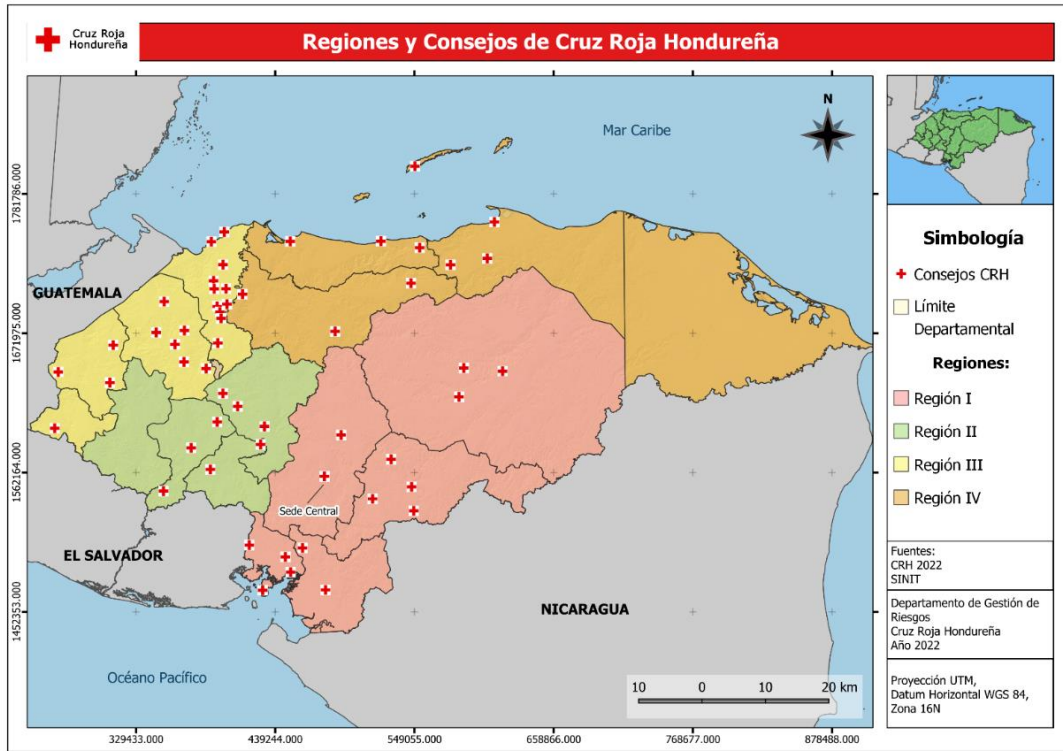 Cruz Roja
Hondureña
Regiones y Consejos de Cruz Roja Hondureña
N
Mar Caribe
GUATEMALA
Sede Central
EL SALVADOR
NICARAGUA
Océano Pacífico
10 0 10 20 km
1781786.000
1671975.000
1562164.000
1452353.000
329433.000 439244.000 549055.000 658866.000 768677.000 878488.000
Simbología
Consejos CRH
Límite
Departamental
Regiones:
Región I
Región II
Región III
Región IV
Fuentes:
CRH 2022
SINIT
Departamento de Gestión de
Riesgos
Cruz Roja Hondureña
Año 2022
Proyección UTM,
Datum Horizontal WGS 84,
Zona 16N